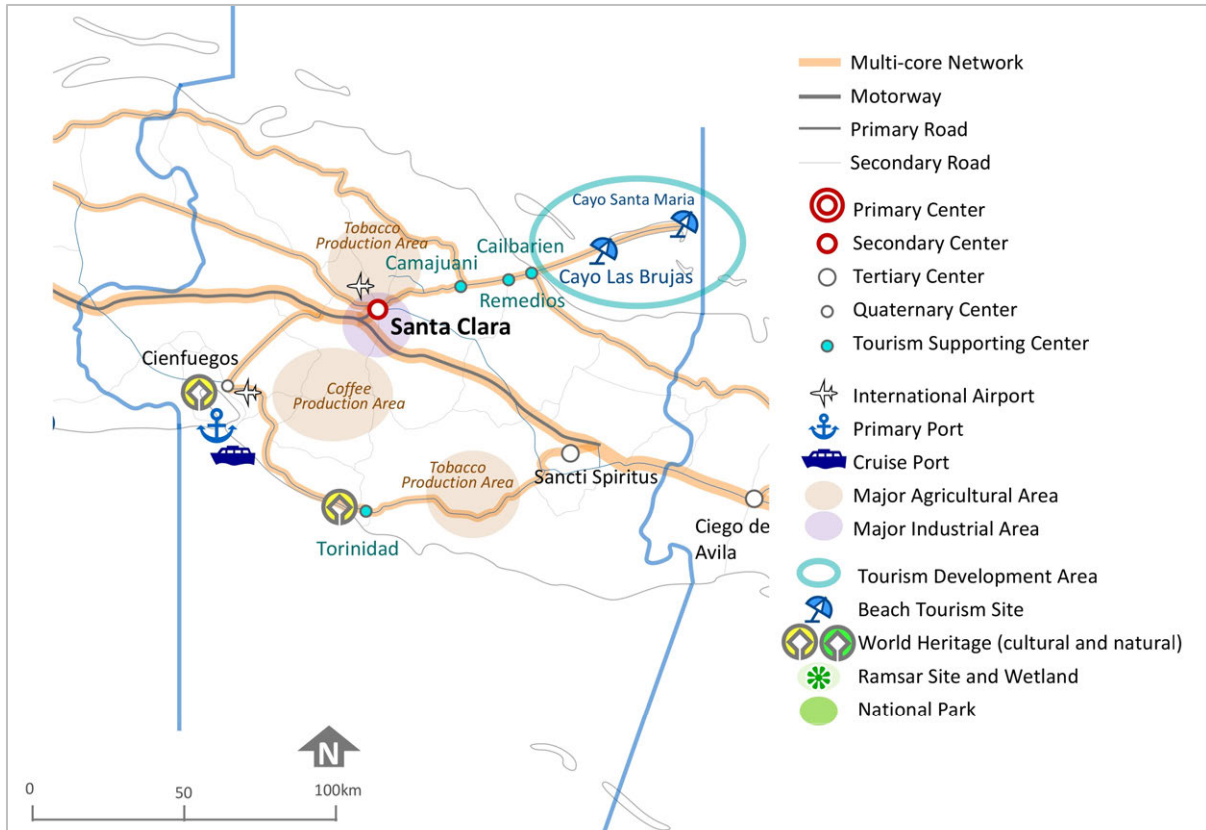 Cayo Santa Maria
Tobacco
Production Area
Cailbarien
Camajuani
Cayo Las Brujas
Remedios
Santa Clara
Cienfuegos
Coffee
Production Area
Tobacco
Production Area
Sancti Spiritus
Ciego de
Avila
Torinidad
N
0
50
100km
Multi-core Network
Motorway
Primary Road
Secondary Road
Primary Center
Secondary Center
Tertiary Center
Quaternary Center
Tourism Supporting Center
International Airport
Primary Port
Cruise Port
Major Agricultural Area
Major Industrial Area
Tourism Development Area
Beach Tourism Site
World Heritage (cultural and natural)
Ramsar Site and Wetland
National Park